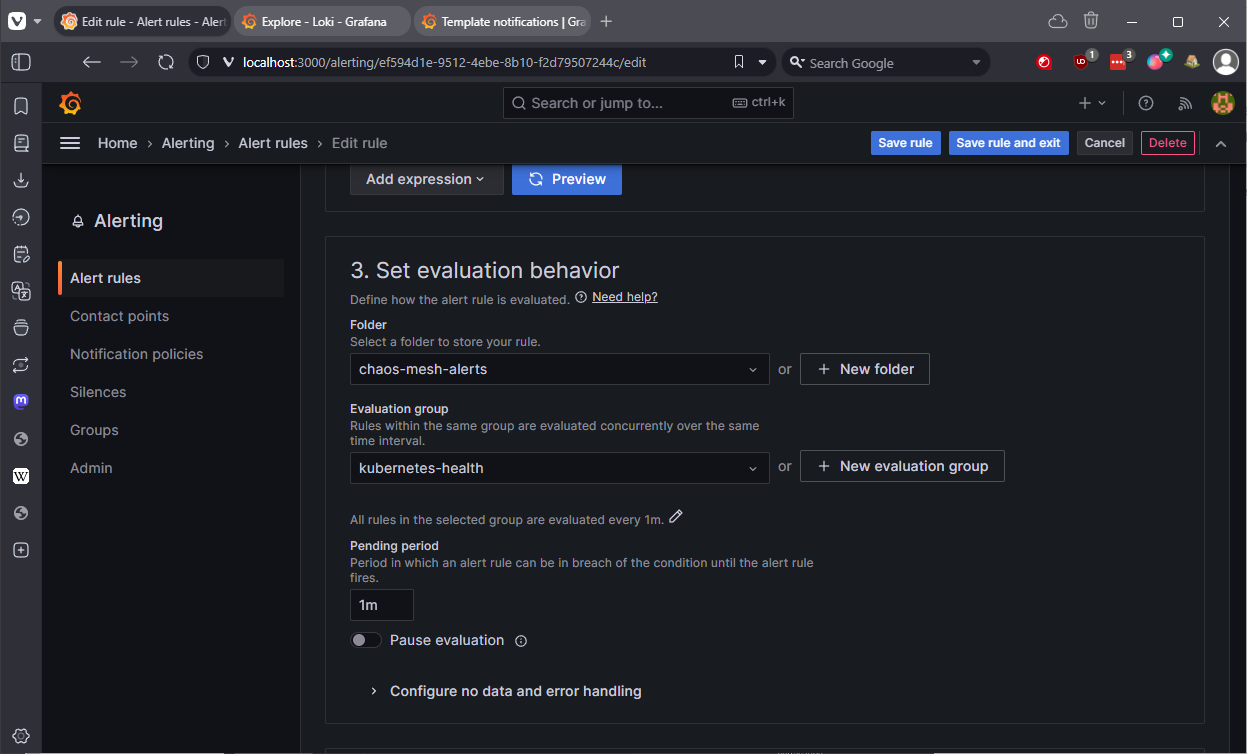 Edit rule - Alert rules - Aler
Explore - Loki - Grafana
Template notifications | Gra
localhost:3000/alerting/ef594d1e-9512-4ebe-8b10-f2d79507244c/edit
Search Google
1
3
Search or jump to...
ctrl+k
Home › Alerting › Alert rules › Edit rule
Save rule
Save rule and exit
Cancel
Delete
Add expression
Preview
Alerting
Alert rules
Contact points
Notification policies
Silences
Groups
Admin
3. Set evaluation behavior
Define how the alert rule is evaluated. Need help?
Folder
Select a folder to store your rule.
chaos-mesh-alerts
or
New folder
Evaluation group
Rules within the same group are evaluated concurrently over the same
time interval.
kubernetes-health
or
New evaluation group
All rules in the selected group are evaluated every 1m.
Pending period
Period in which an alert rule can be in breach of the condition until the alert rule
fires.
1m
Pause evaluation
Configure no data and error handling